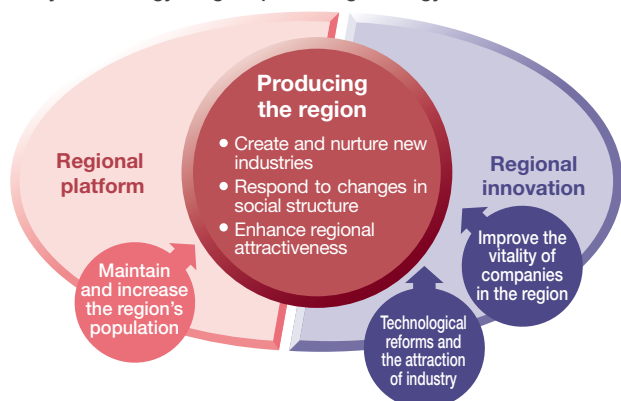 Producing
the region
• Create and nurture new
industries
• Respond to changes in
social structure
• Enhance regional
attractiveness
Regional
platform
Regional
innovation
Maintain
and increase
the region's
population
Improve the
vitality of
companies
in the region
Technological
reforms and
the attraction
of industry